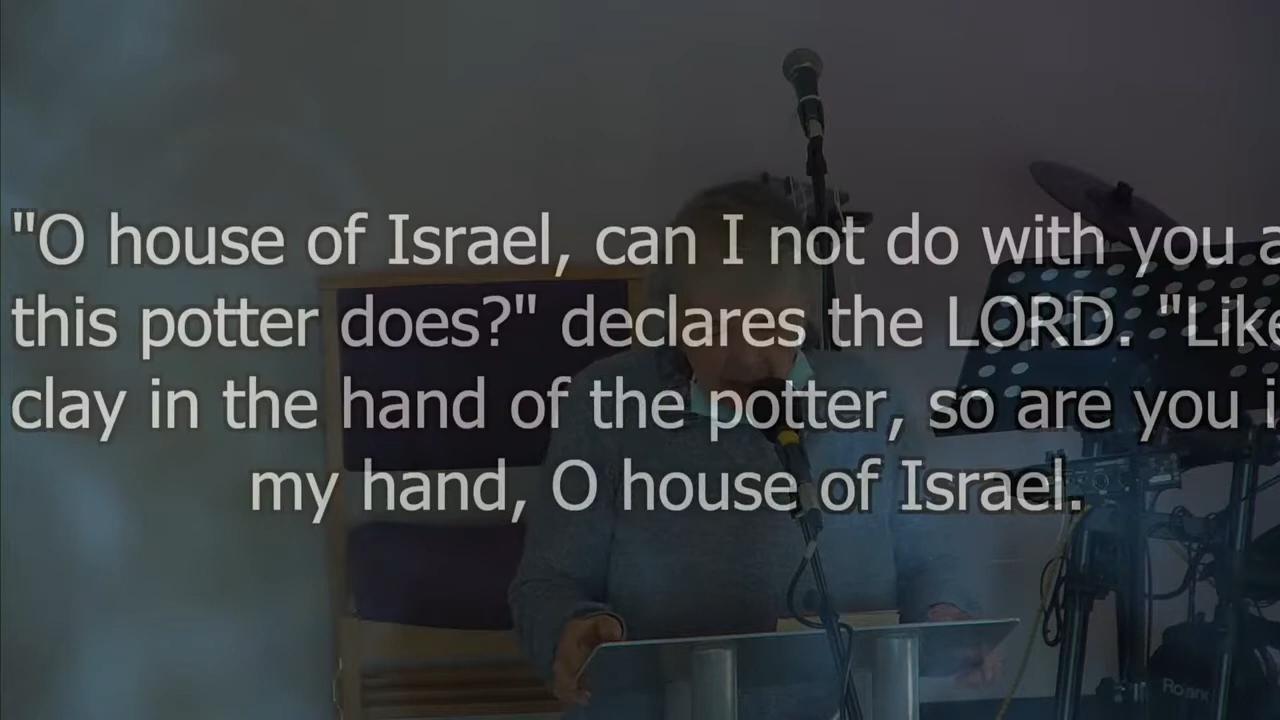 "O house of Israel, can I not do with you a
this potter does?" declares the LORD. "Like
clay in the hand of the potter, so are you i
my hand, O house of Israel.
Roland